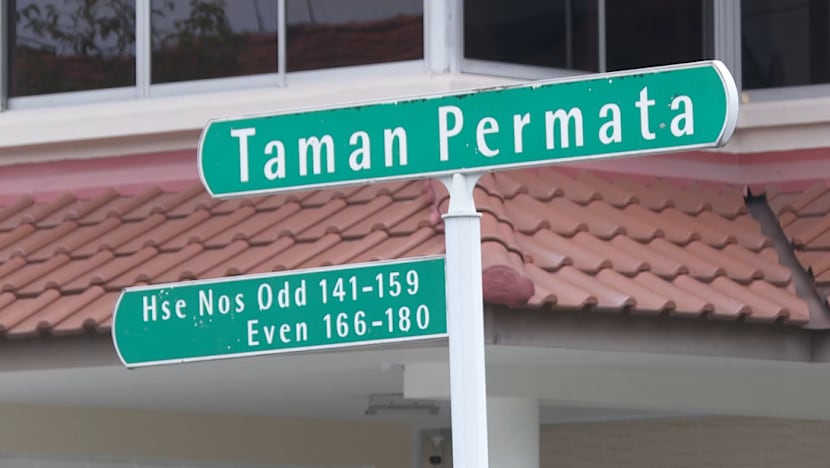 Taman Permata
Hse Nos Odd 141-159
Even 166-180